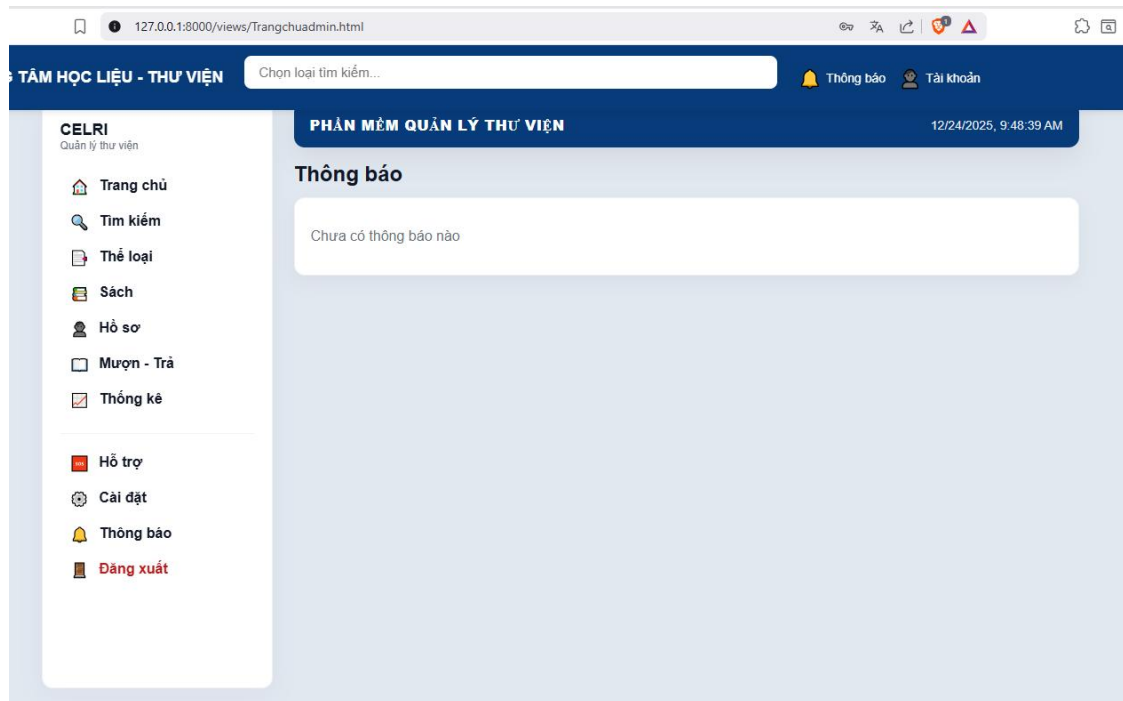 127.0.0.1:8000/views/Trangchuadmin.html
TÂM HỌC LIỆU - THƯ VIỆN
Chọn loại tìm kiếm...
Thông báo
Tài khoản
CELRI
Quản lý thư viện
Trang chủ
Tìm kiếm
Thể loại
Sách
Hồ sơ
Mượn - Trả
Thống kê
Hỗ trợ
Cài đặt
Thông báo
Đăng xuất
PHẦN MỀM QUẢN LÝ THƯ VIỆN
12/24/2025, 9:48:39 AM
Thông báo
Chưa có thông báo nào